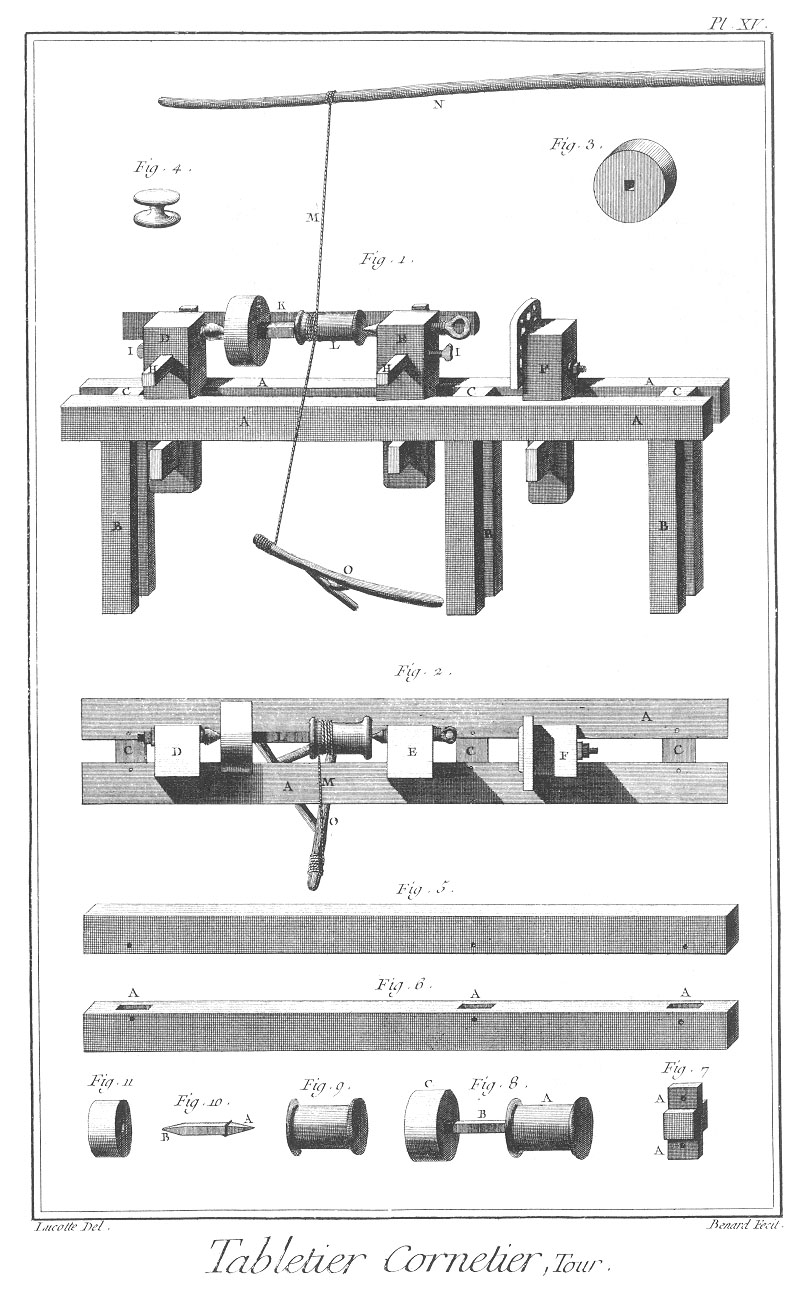 Pl. XV.
N
Fig. 4.
Fig. 3.
M
Fig. 1.
K
D
L
B
I
I
H
H
F
C
A
C
A
C
A
A
B
B
B
O
Fig. 2.
A
L
C
D
E
C
F
C
A
M
O
Fig. 5.
Fig. 6.
A
A
A
Fig. 11
Fig. 10.
Fig. 9.
C
Fig. 8.
Fig. 7
A
B
A
A
B
A
Lucotte Del.
Benard Fecit.
Tabletier Cornetier, Tour.